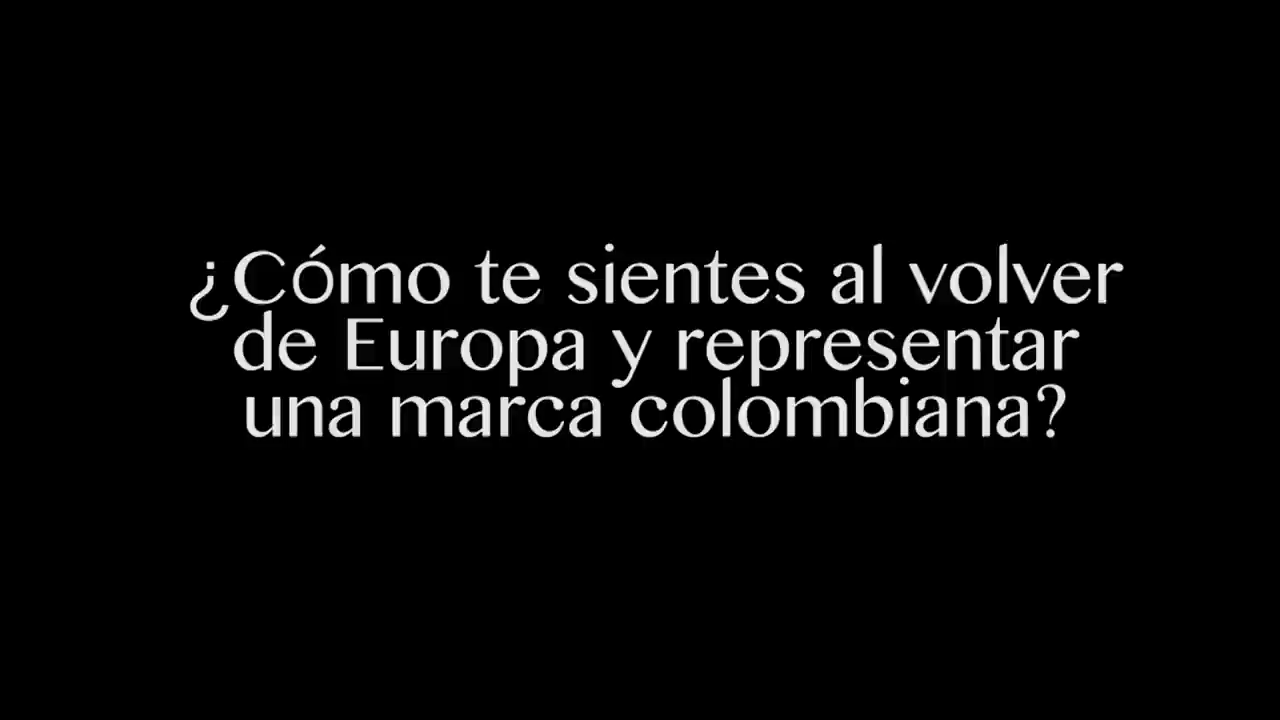 ¿Cómo te sientes al volver
de Europa y representar
una marca colombiana?